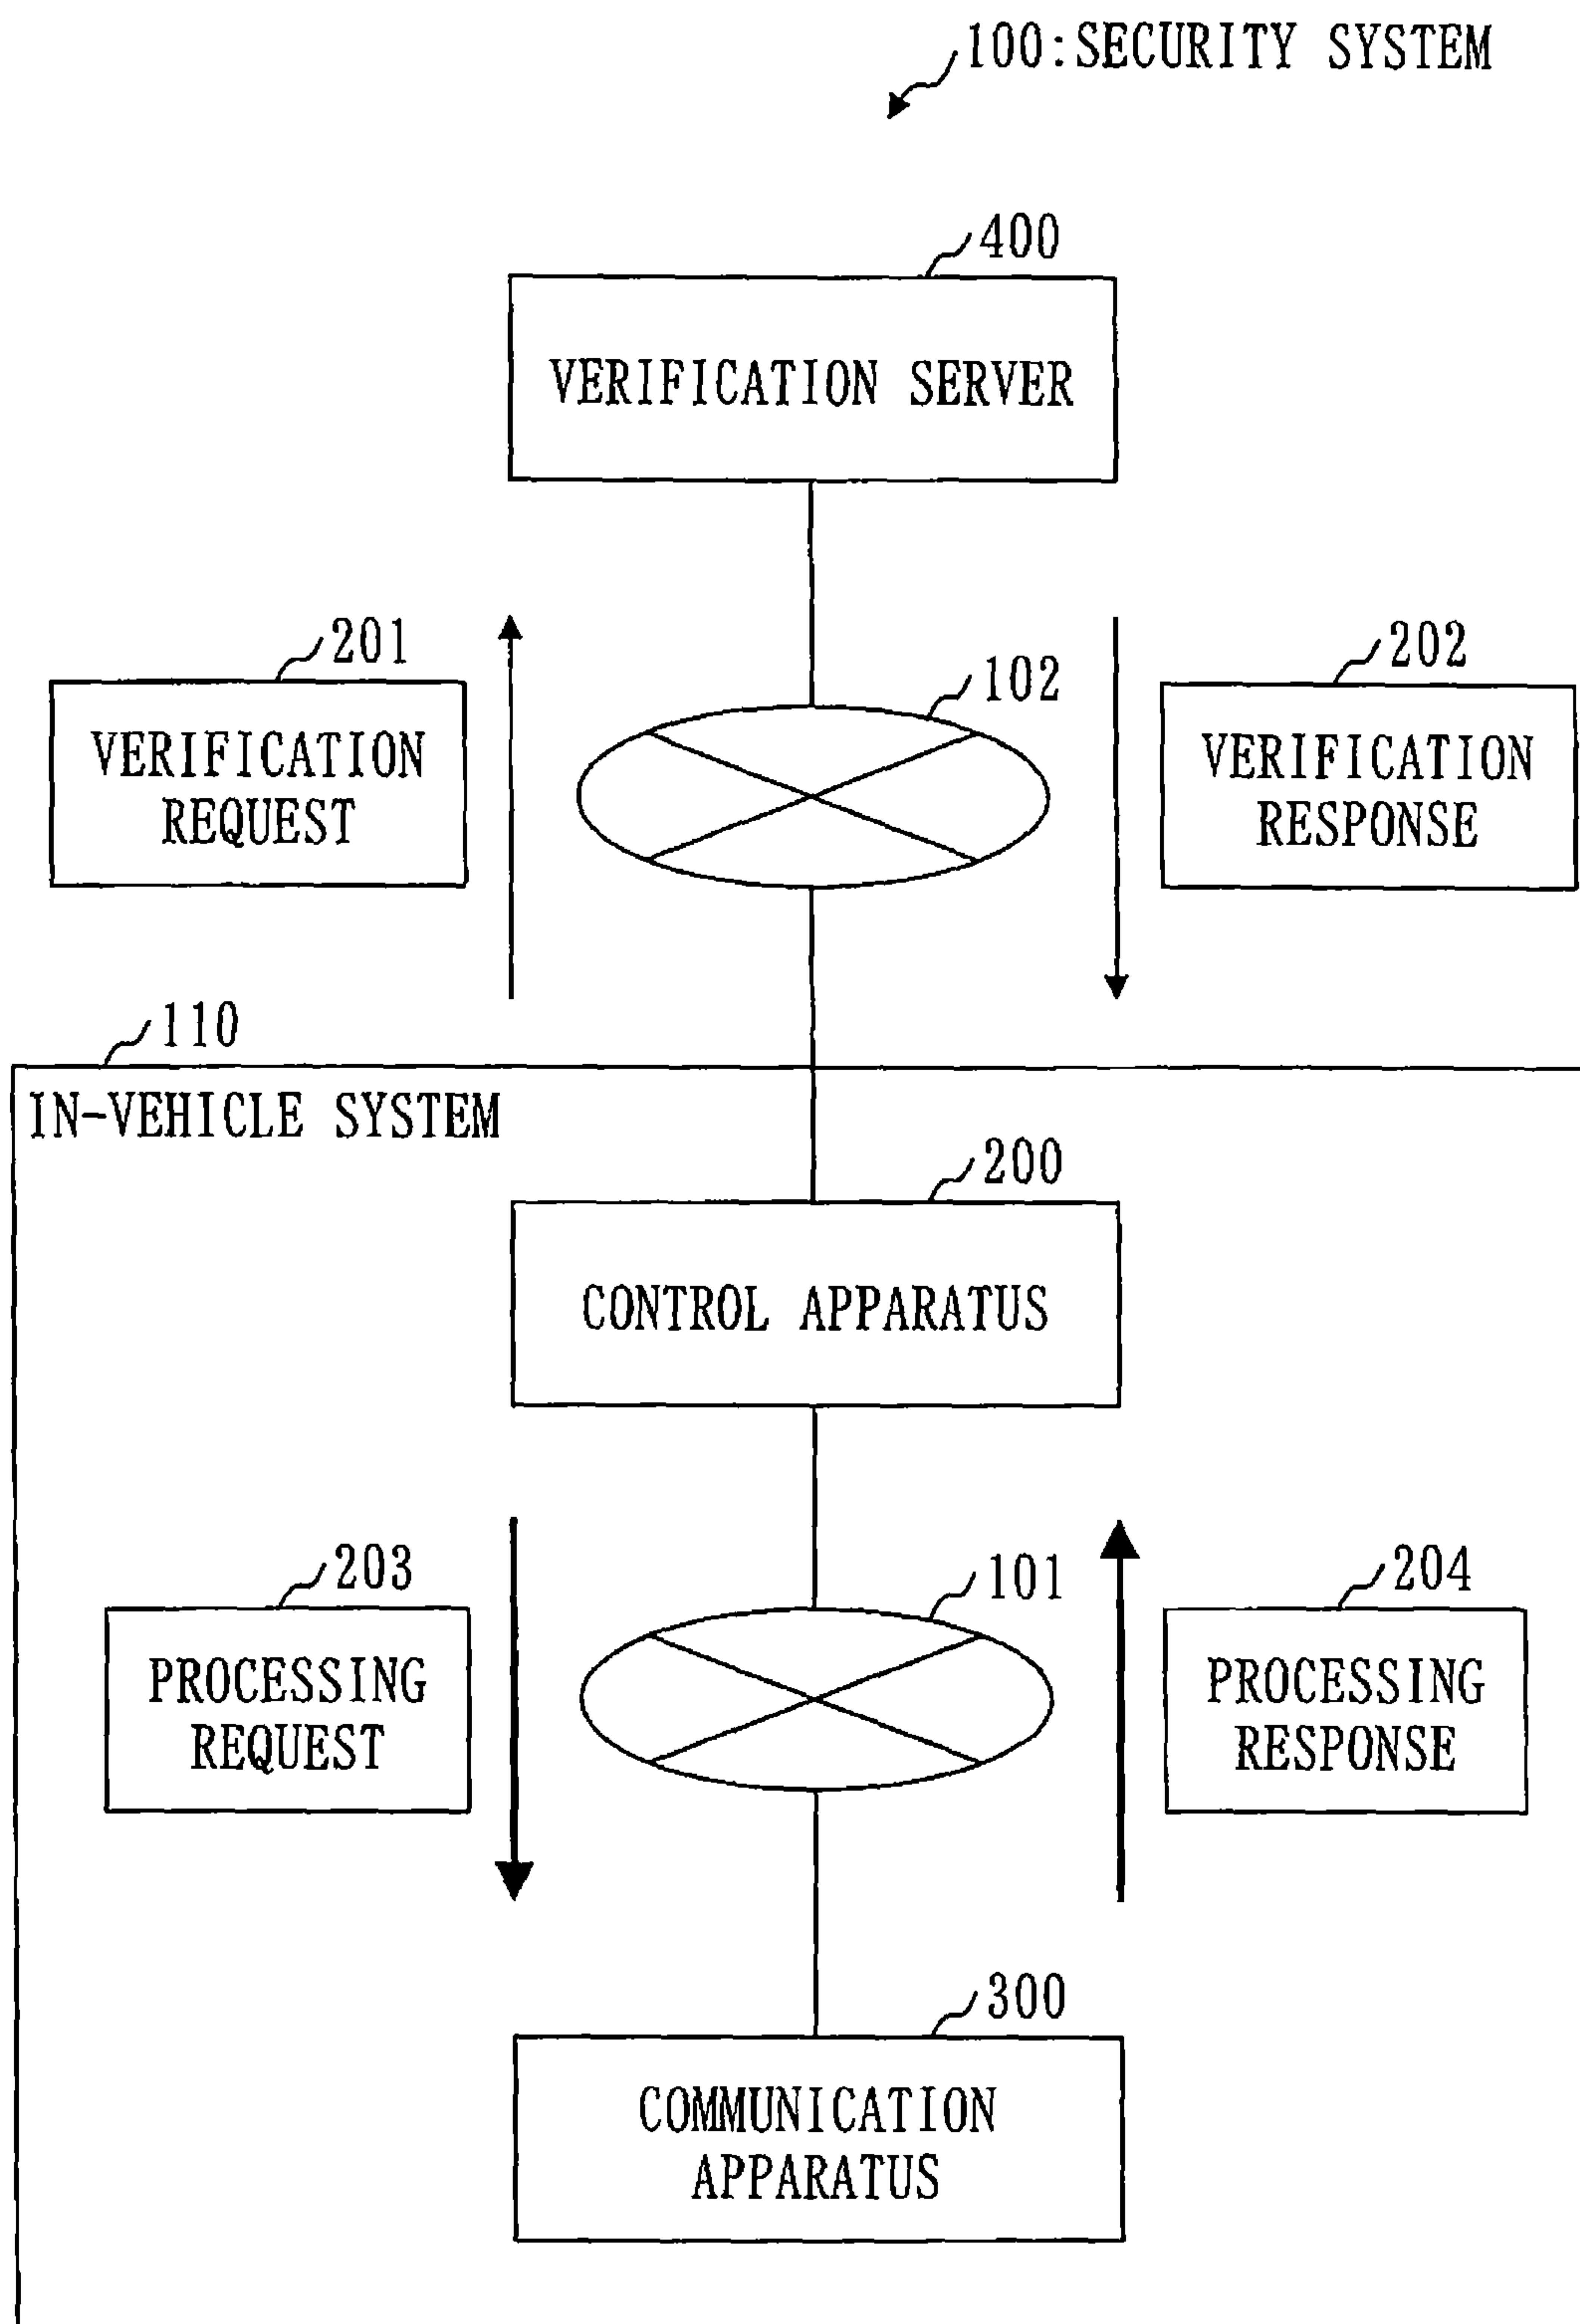 100:SECURITY SYSTEM
400
VERIFICATION SERVER
201
VERIFICATION
REQUEST
102
202
VERIFICATION
RESPONSE
110
IN-VEHICLE SYSTEM
200
CONTROL APPARATUS
203
PROCESSING
REQUEST
101
204
PROCESSING
RESPONSE
300
COMMUNICATION
APPARATUS